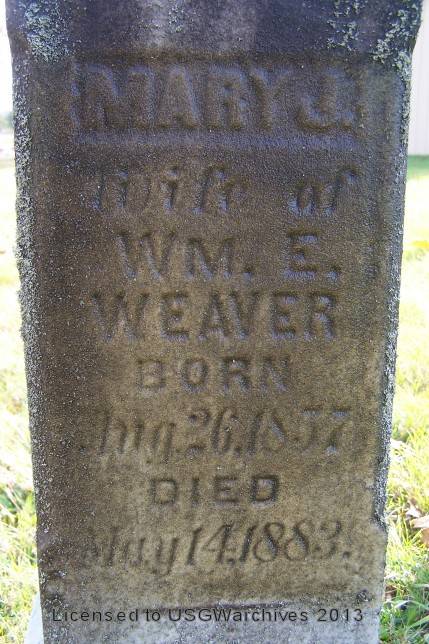 MARY J.
Wife of
WM. E.
WEAVER
BORN
Aug. 26, 1857
DIED
May 14, 1883.
Licensed to USGWarchives 2013